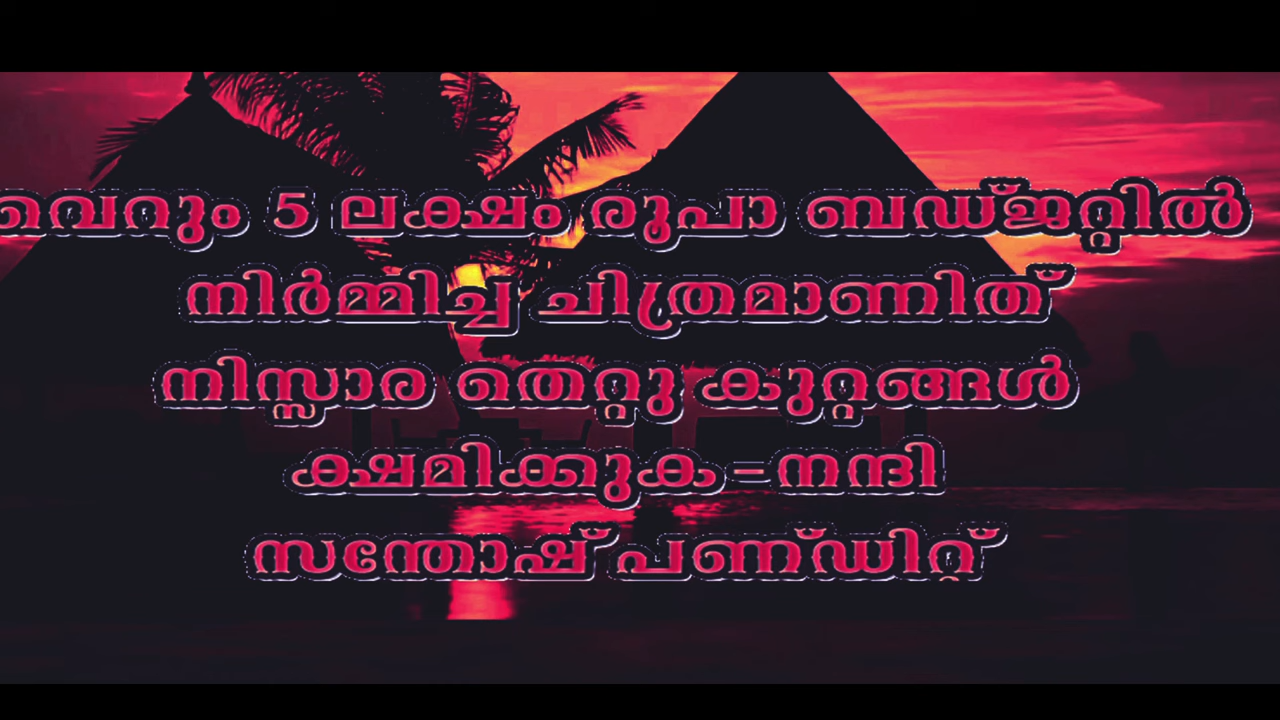 വെറും 5 ലക്ഷം രൂപാ ബഡ്ജറ്റിൽ
നിർമ്മിച്ച ചിത്രമാണിത്
നിസ്സാര തെറ്റു കുറ്റങ്ങൾ
ക്ഷമിക്കുക = നന്ദി
സന്തോഷ് പണ്ഡിറ്റ്